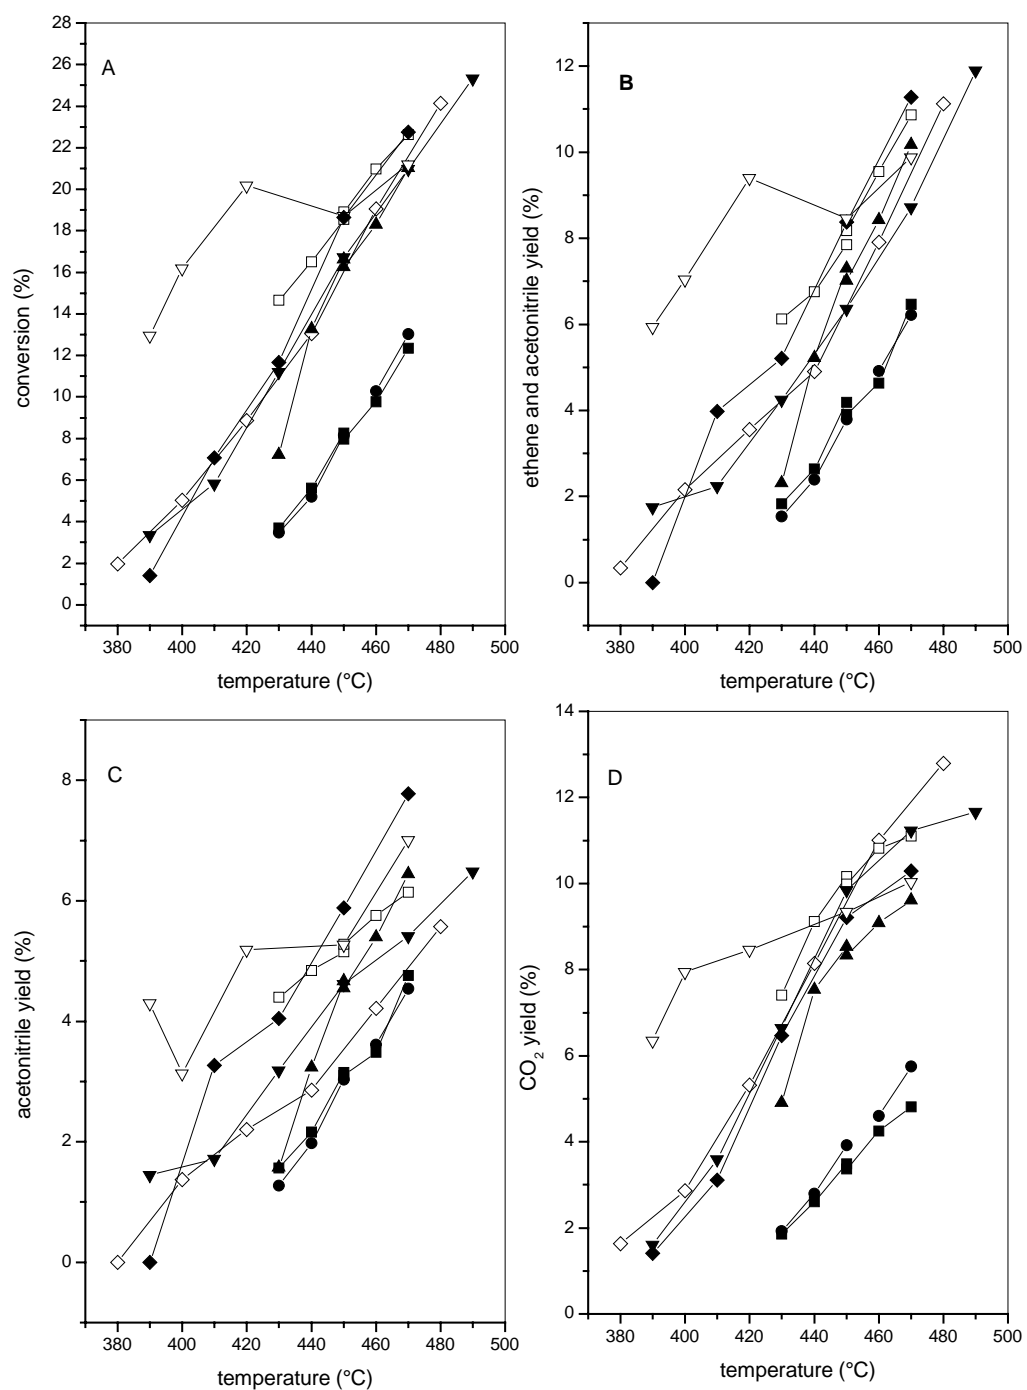 A
28
26
24
22
20
18
16
14
12
10
8
6
4
2
0
conversion (%)
380 400 420 440 460 480 500
temperature (°C)
B
12
10
8
6
4
2
0
ethene and acetonitrile yield (%)
380 400 420 440 460 480 500
temperature (°C)
C
8
6
4
2
0
acetonitrile yield (%)
380 400 420 440 460 480 500
temperature (°C)
D
14
12
10
8
6
4
2
0
CO₂ yield (%)
380 400 420 440 460 480 500
temperature (°C)